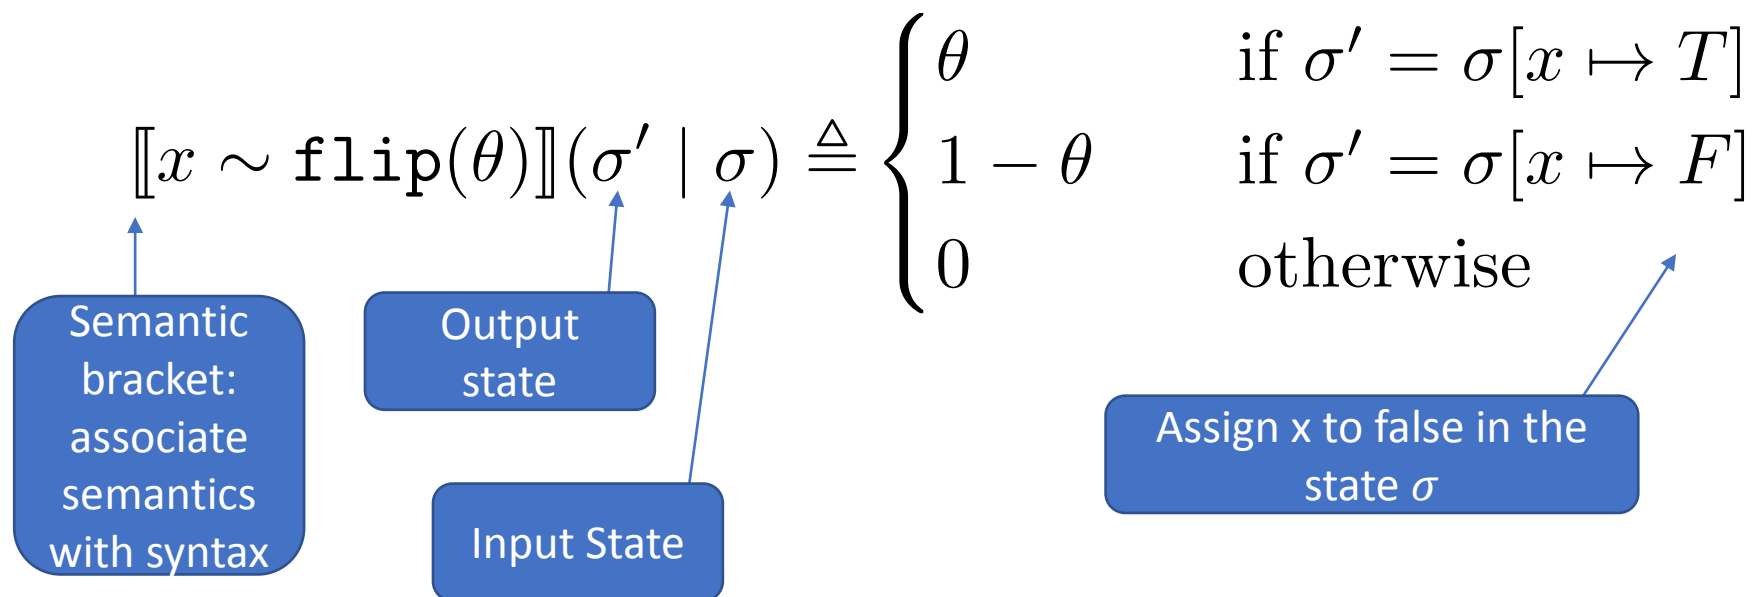 θ if σ′ = σ[x ↦ T]
⟦x ∼ flip(θ)⟧(σ′ | σ) ≜ { 1 − θ if σ′ = σ[x ↦ F]
0 otherwise
Semantic
bracket:
associate
semantics
with syntax
Output
state
Input State
Assign x to false in the
state σ